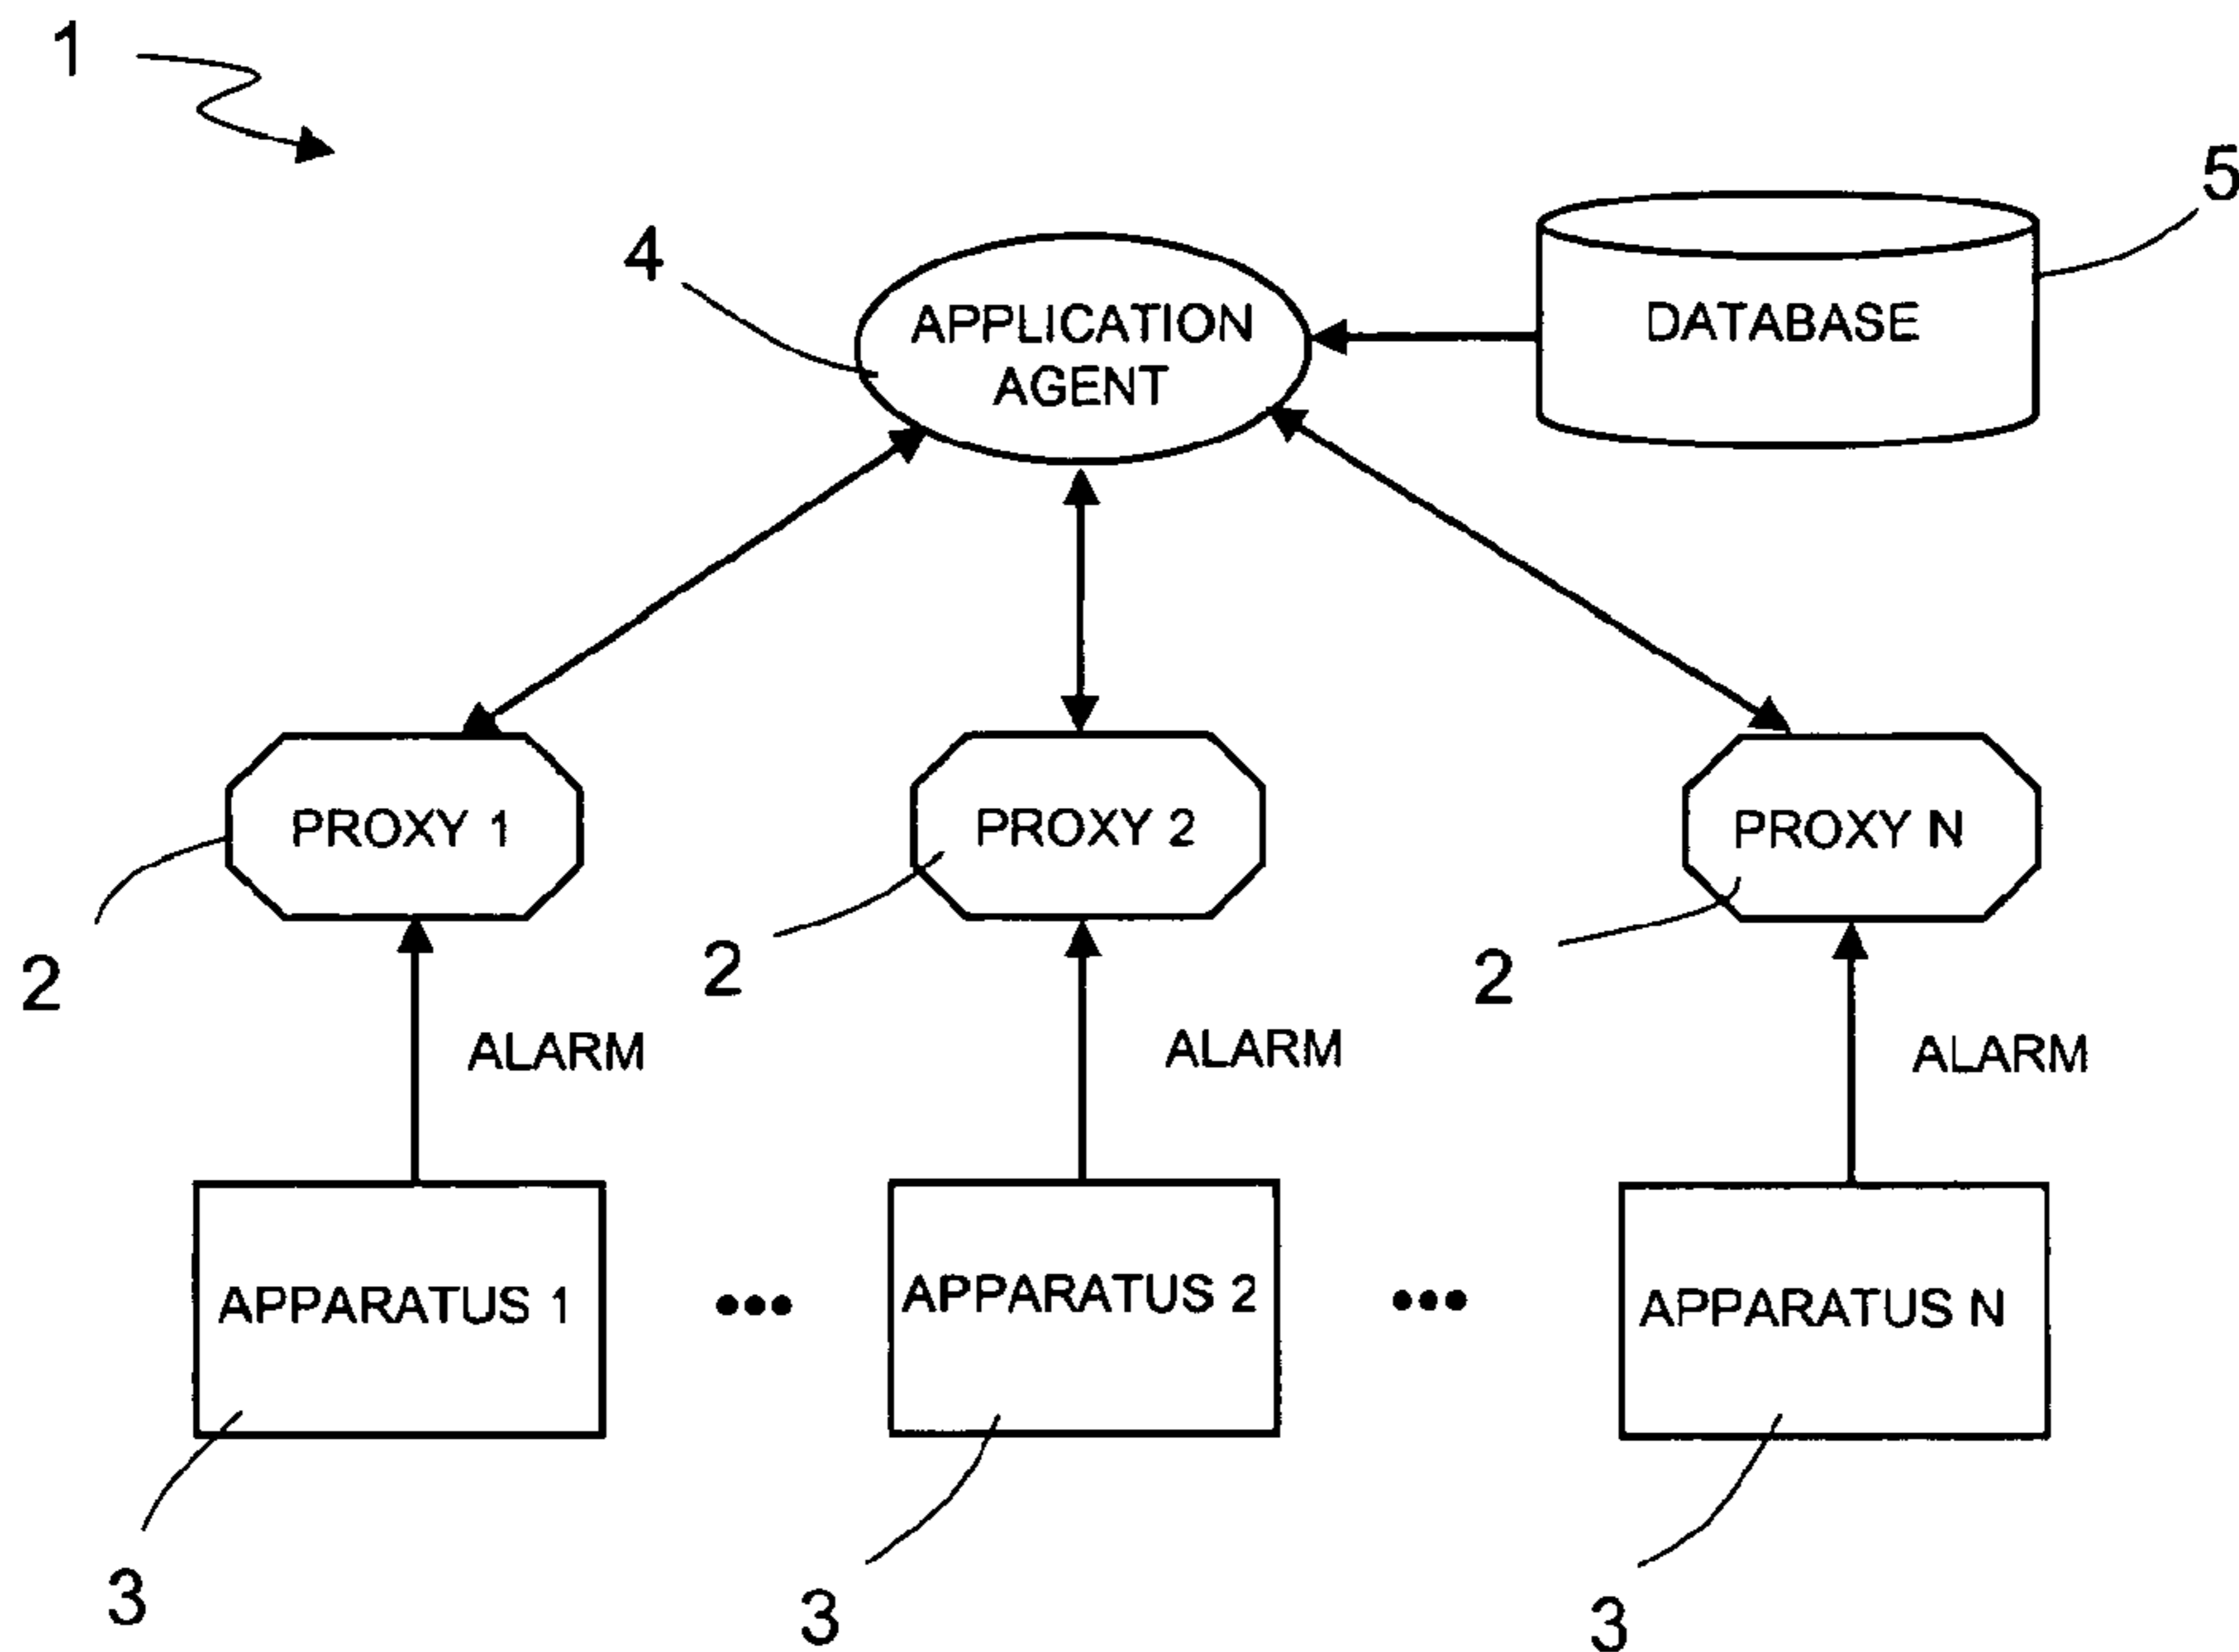 1
5
4
APPLICATION
AGENT
DATABASE
PROXY 1
PROXY 2
PROXY N
2
2
2
ALARM
ALARM
ALARM
APPARATUS 1
APPARATUS 2
APPARATUS N
3
3
3